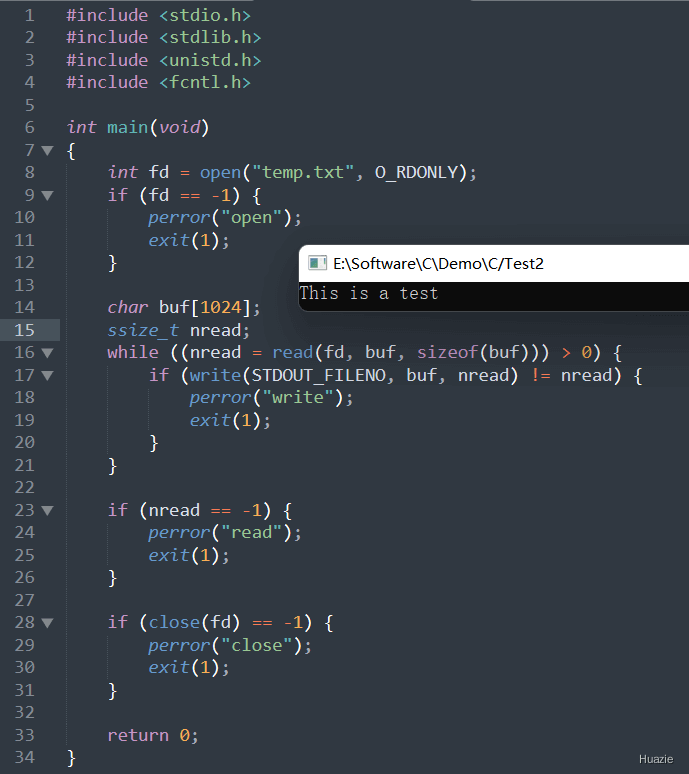 1 #include <stdio.h>
2 #include <stdlib.h>
3 #include <unistd.h>
4 #include <fcntl.h>
5
6 int main(void)
7 {
8     int fd = open("temp.txt", O_RDONLY);
9     if (fd == -1) {
10         perror("open");
11         exit(1);
12     }
13
14     char buf[1024];
15     ssize_t nread;
16     while ((nread = read(fd, buf, sizeof(buf))) > 0) {
17         if (write(STDOUT_FILENO, buf, nread) != nread) {
18             perror("write");
19             exit(1);
20         }
21     }
22
23     if (nread == -1) {
24         perror("read");
25         exit(1);
26     }
27
28     if (close(fd) == -1) {
29         perror("close");
30         exit(1);
31     }
32
33     return 0;
34 }
E:\Software\C\Demo\C/Test2
This is a test
Huazie